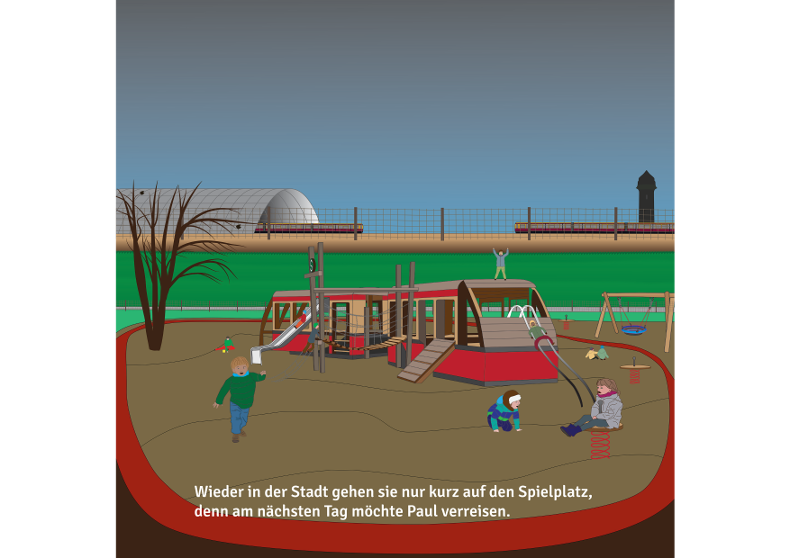 Wieder in der Stadt gehen sie nur kurz auf den Spielplatz,
denn am nächsten Tag möchte Paul verreisen.